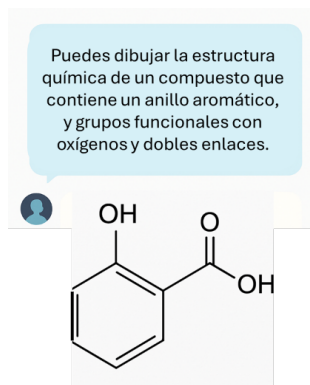 Puedes dibujar la estructura
química de un compuesto que
contiene un anillo aromático,
y grupos funcionales con
oxígenos y dobles enlaces.
OH
O
OH